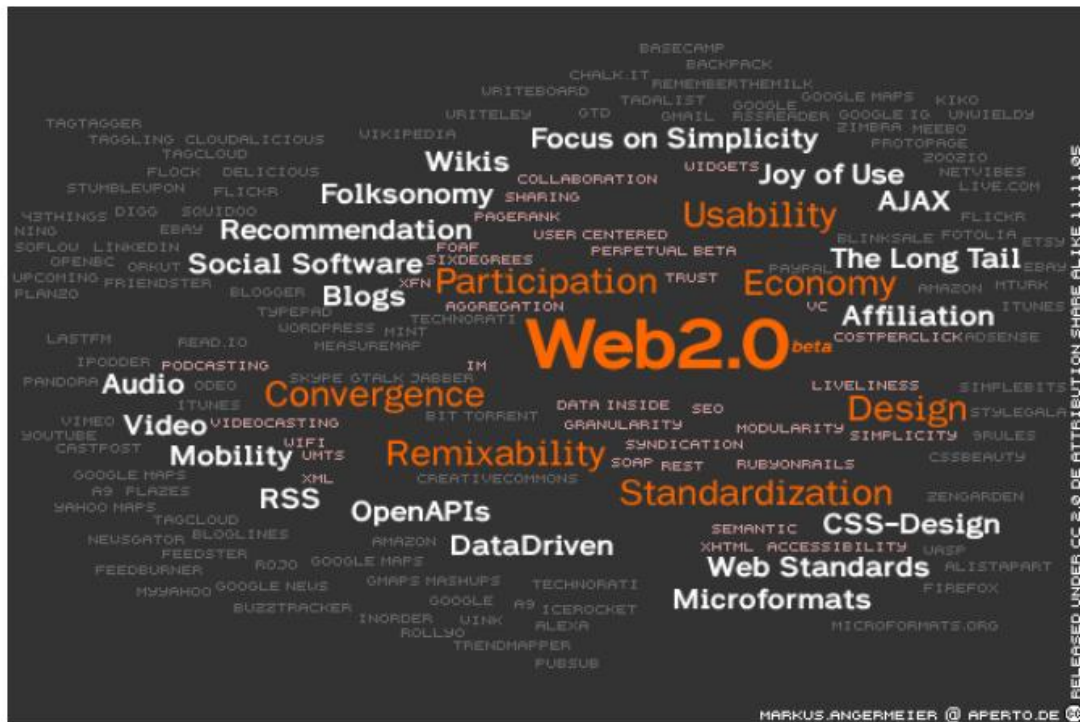 BASECAMP
BACKPACK
CHALK.IT REMEMBERTHEMILK
WRITEBOARD TADALIST GOOGLE GOOGLE MAPS KIKO
WRITELEY GTD GMAIL RSSREADER GOOGLE IG UNWIELDY
TAGTAGGER WIKIPEDIA Focus on Simplicity ZIMBRA MEEBO
TAGGLING CLOUDALICIOUS PROTOPAGE
TAGCLOUD Wikis WIDGETS Joy of Use ZOOZIO
FLOCK DELICIOUS COLLABORATION NETVIBES
STUMBLEUPON FLICKR Folksonomy SHARING AJAX LIVE.COM
43THINGS DIGG SQUIDOO PAGERANK Usability FLICKR
NING EBAY Recommendation USER CENTERED BLINKSALE FOTOLIA ETSY
SOFLOW LINKEDIN FOAF PERPETUAL BETA
OPENBC ORKUT Social Software SIXDEGREES The Long Tail EBAY
UPCOMING FRIENDSTER XFN Participation TRUST PAYPAL Economy AMAZON MTURK
PLANZO BLOGGER Blogs AGGREGATION VC ITUNES
TYPEPAD TECHNORATI Affiliation
WORDPRESS MINT
LASTFM READ.IO MEASUREMAP Web2.0 beta COSTPERCLICK ADSENSE
IPODDER PODCASTING IM
PANDORA Audio ODEO SKYPE GTALK JABBER LIVELINESS SIMPLEBITS
ITUNES Convergence DATA INSIDE SEO Design STYLEGALA
VIMEO Video VIDEOCASTING BIT TORRENT GRANULARITY MODULARITY SIMPLICITY 9RULES
YOUTUBE WIFI SYNDICATION
CASTPOST Mobility UMTS Remixability SOAP REST RUBYONRAILS CSSBEAUTY
GOOGLE MAPS XML CREATIVECOMMONS
A9 PLAZES RSS Standardization ZENGARDEN
YAHOO MAPS OpenAPIs
TAGCLOUD SEMANTIC CSS-Design
NEWSGATOR BLOGLINES AMAZON DataDriven XHTML ACCESSIBILITY WASP
FEEDSTER ROJO GOOGLE MAPS Web Standards ALISTAPART
FEEDBURNER GMAPS MASHUPS TECHNORATI FIREFOX
MYYAHOO GOOGLE NEWS
BUZZTRACKER GOOGLE A9 ICEROCKET Microformats
INORDER WINK ALEXA MICROFORMATS.ORG
ROLLYO
TRENDMAPPER
PUBSUB
MARKUS.ANGERMEIER @ APERTO.DE
cc RELEASED UNDER CC 2.0 DE ATTRIBUTION SHARE ALIKE 11.11.05